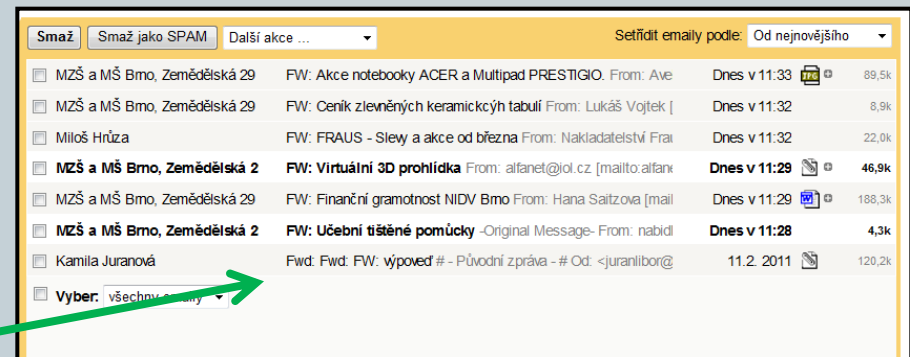 Smaž Smaž jako SPAM Další akce ... Setřídit emaily podle: Od nejnovějšího
MZŠ a MŠ Brno, Zemědělská 29 FW: Akce notebooky ACER a Multipad PRESTIGIO. From: Ave Dnes v 11:33 JPG 89,5k
MZŠ a MŠ Brno, Zemědělská 29 FW: Ceník zlevněných keramickcýh tabulí From: Lukáš Vojtek [ Dnes v 11:32 8,9k
Miloš Hrůza FW: FRAUS - Slevy a akce od března From: Nakladatelství Frau Dnes v 11:32 22,0k
MZŠ a MŠ Brno, Zemědělská 2 FW: Virtuální 3D prohlídka From: alfanet@iol.cz [mailto:alfane Dnes v 11:29 46,9k
MZŠ a MŠ Brno, Zemědělská 29 FW: Finanční gramotnost NIDV Brno From: Hana Saitzova [mail Dnes v 11:29 188,3k
MZŠ a MŠ Brno, Zemědělská 2 FW: Učební tištěné pomůcky -Original Message- From: nabidl Dnes v 11:28 4,3k
Kamila Juranová Fwd: Fwd: FW: výpoveď # - Původní zpráva - # Od: <juranlibor@ 11.2. 2011 120,2k
Vyber: všechny emaily